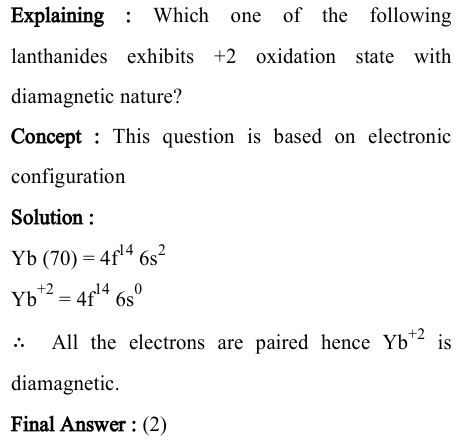 Explaining : Which one of the following
lanthanides exhibits +2 oxidation state with
diamagnetic nature?
Concept : This question is based on electronic
configuration
Solution :
Yb (70) = 4f¹⁴ 6s²
Yb⁺² = 4f¹⁴ 6s⁰
∴ All the electrons are paired hence Yb⁺² is
diamagnetic.
Final Answer : (2)